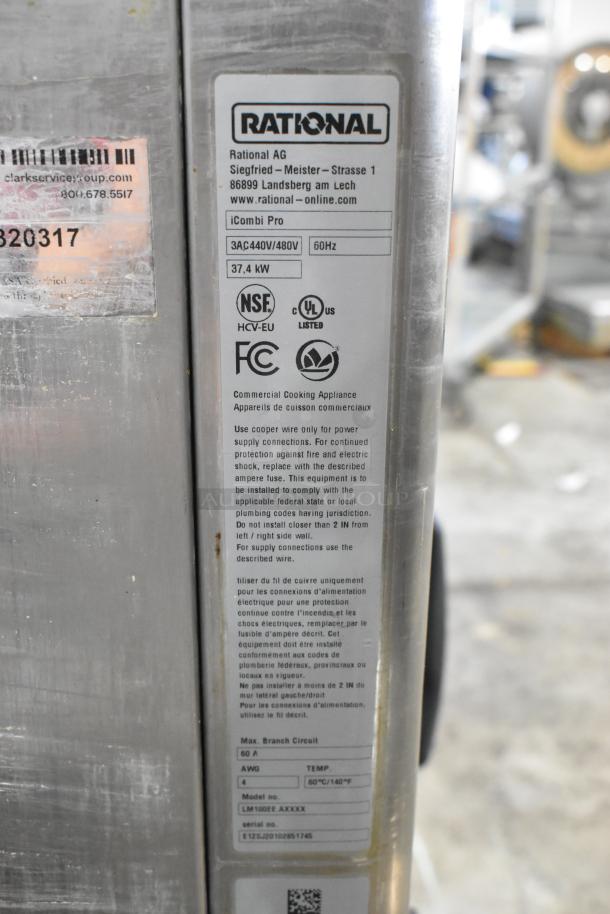 RATIONAL
Rational AG
Siegfried – Meister – Strasse 1
86899 Landsberg am Lech
www.rational – online.com
iCombi Pro
3AC440V/480V 60Hz
37,4 kW
NSF.
HCV-EU
C UL US
LISTED
FC
Commercial Cooking Appliance
Appareils de cuisson commerciaux
Use cooper wire only for power
supply connections. For continued
protection against fire and electric
shock, replace with the described
ampere fuse. This equipment is to
be installed to comply with the
applicable federal state or local
plumbing codes having jurisdiction.
Do not install closer than 2 IN from
left / right side wall.
For supply connections use the
described wire.
tiliser du fil de cuivre uniquement
pour les connexions d'alimentation
électrique pour une protection
continue contre l'incendie et les
chocs électriques, remplacer par le
fusible d'ampère décrit. Cet
équipement doit être installé
conformément aux codes de
plomberie fédéraux, provinciaux ou
locaux en vigueur.
Ne pas installer à moins de 2 IN du
mur latéral gauche/droit
Pour les connexions d'alimentation,
utilisez le fil décrit.
Max. Branch Circuit
60 A
AWG TEMP.
4 60°C/140°F
Model no.
LM100EE.AXXXX
serial no.
E12SJ20102851745
clarkservicegroup.com
800.678.5517
320317